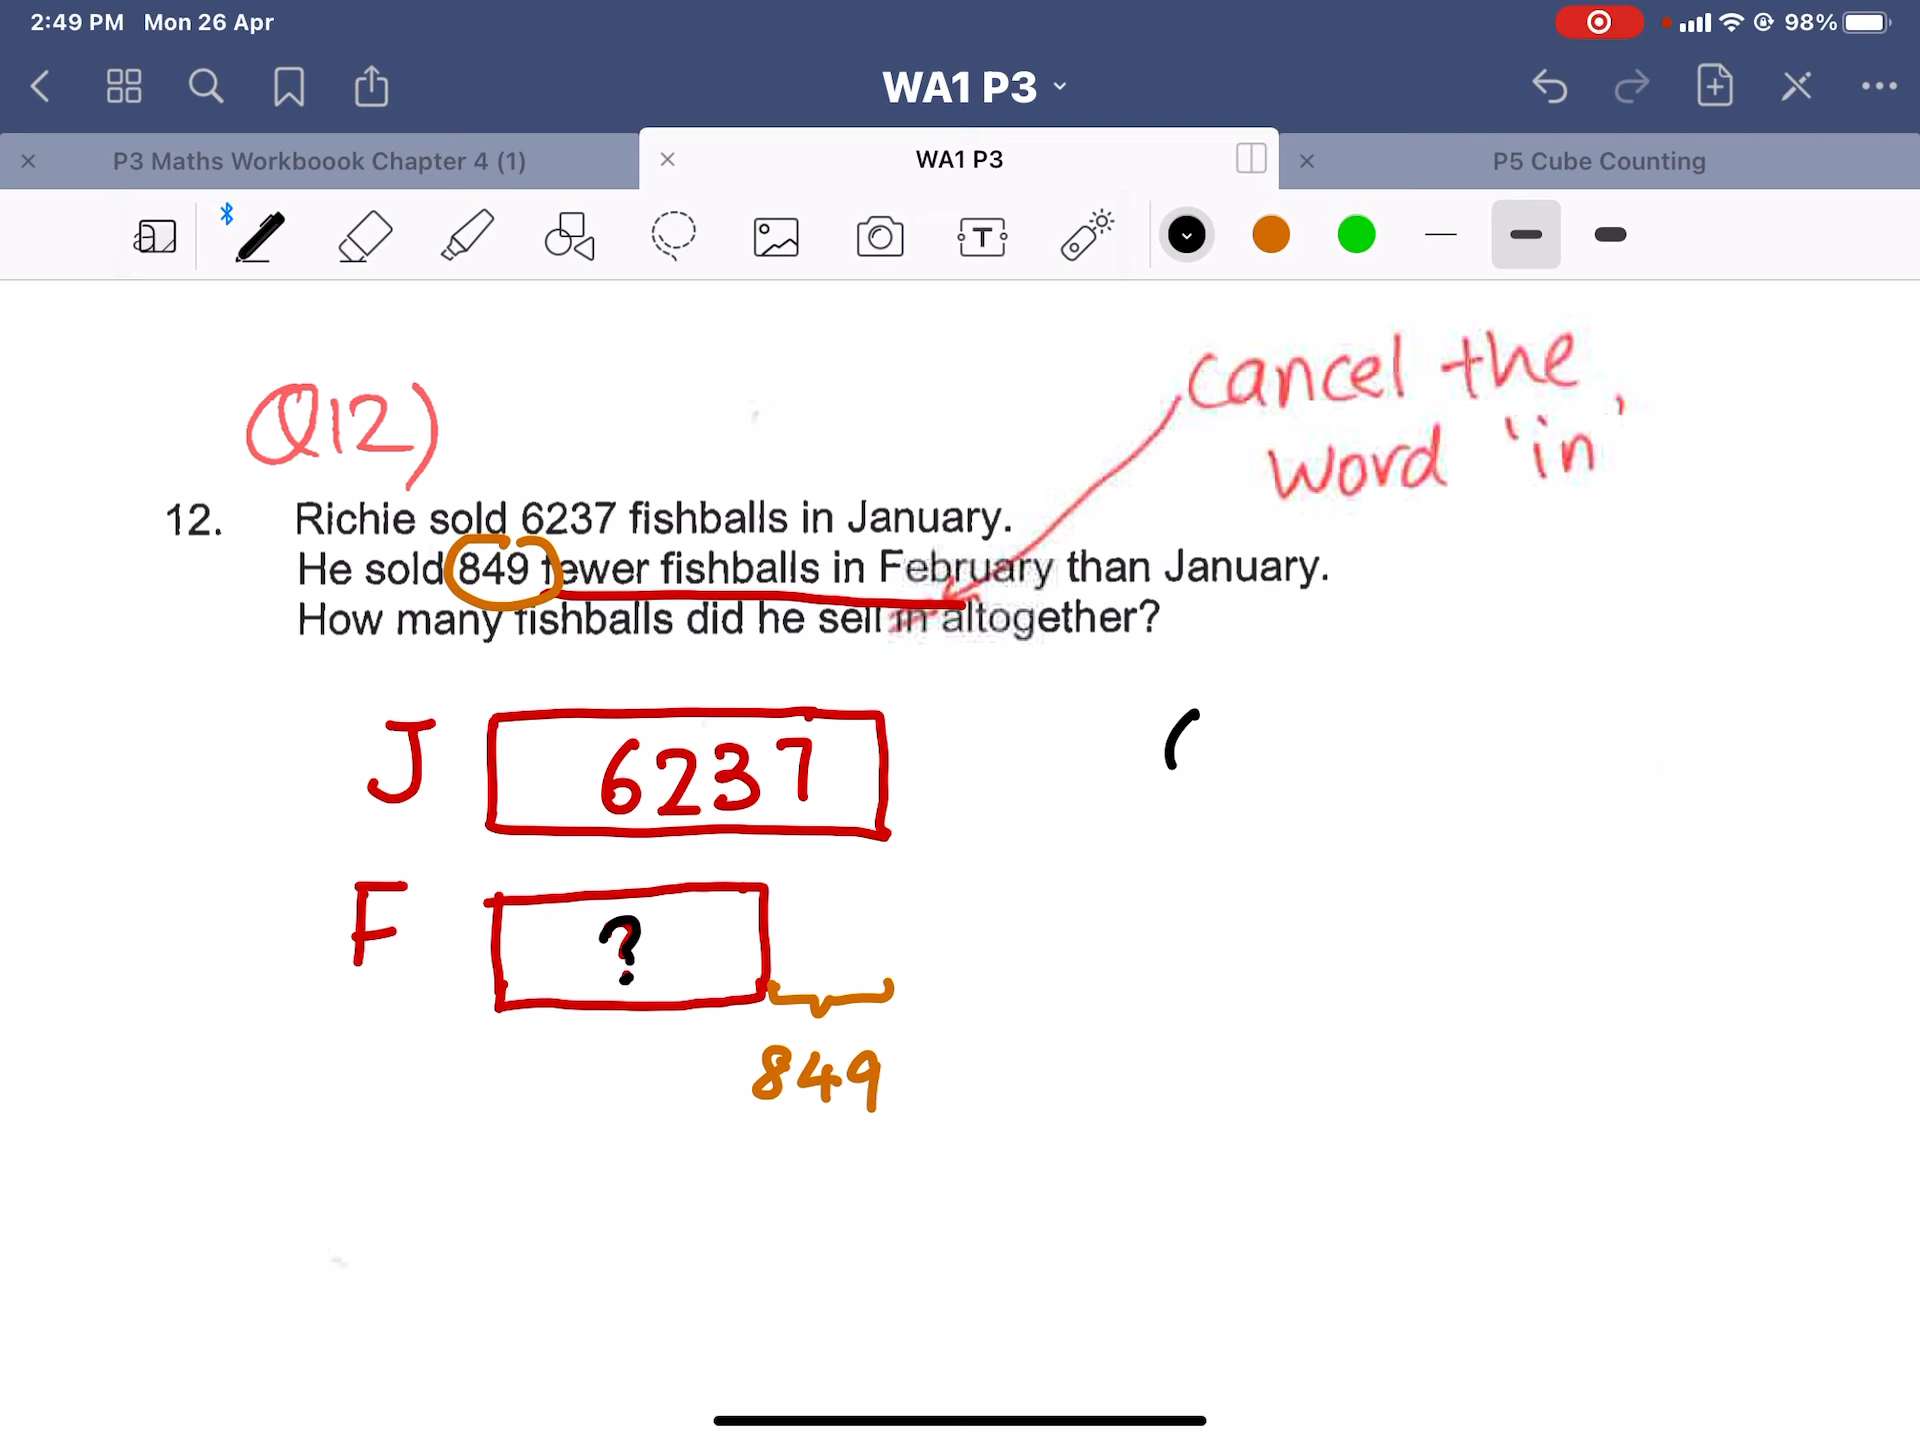 2:49 PM Mon 26 Apr
98%
WA1 P3
P3 Maths Workboook Chapter 4 (1)
WA1 P3
P5 Cube Counting
cancel the
word 'in'
Q12)
12. Richie sold 6237 fishballs in January.
He sold 849 fewer fishballs in February than January.
How many fishballs did he sell in altogether?
J 6237
F ?
849